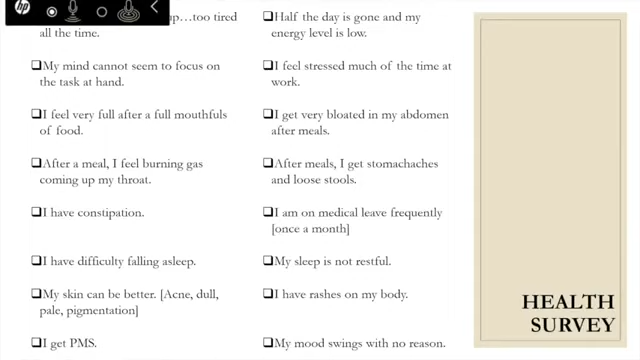 hp
up…too tired
all the time.
Half the day is gone and my
energy level is low.
My mind cannot seem to focus on
the task at hand.
I feel stressed much of the time at
work.
I feel very full after a full mouthfuls
of food.
I get very bloated in my abdomen
after meals.
After a meal, I feel burning gas
coming up my throat.
After meals, I get stomachaches
and loose stools.
I have constipation.
I am on medical leave frequently
[once a month]
I have difficulty falling asleep.
My sleep is not restful.
My skin can be better. [Acne, dull,
pale, pigmentation]
I have rashes on my body.
I get PMS.
My mood swings with no reason.
HEALTH
SURVEY